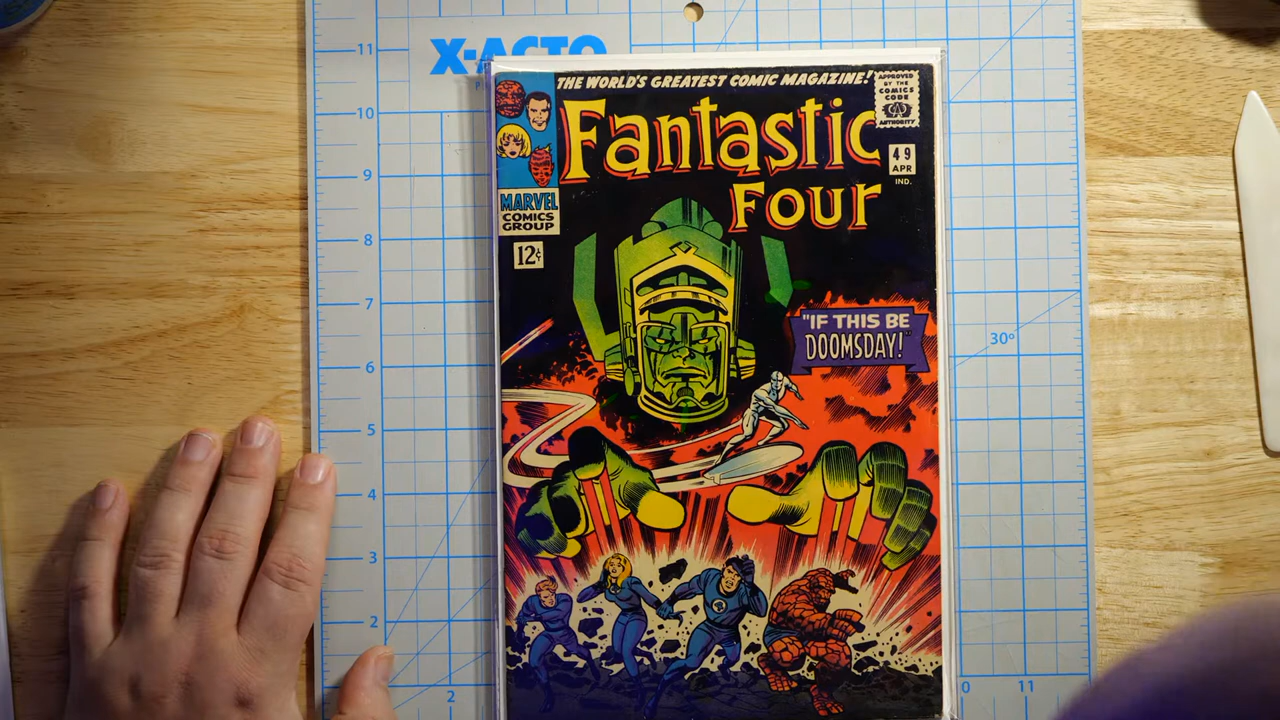 X-ACTO
THE WORLD'S GREATEST COMIC MAGAZINE!
APPROVED
BY THE
COMICS
CODE
AUTHORITY
Fantastic
Four
49
APR
IND.
MARVEL
COMICS
GROUP
12¢
"IF THIS BE
DOOMSDAY!"
11
10
9
8
7
6
5
4
3
2
30°
2
0
11